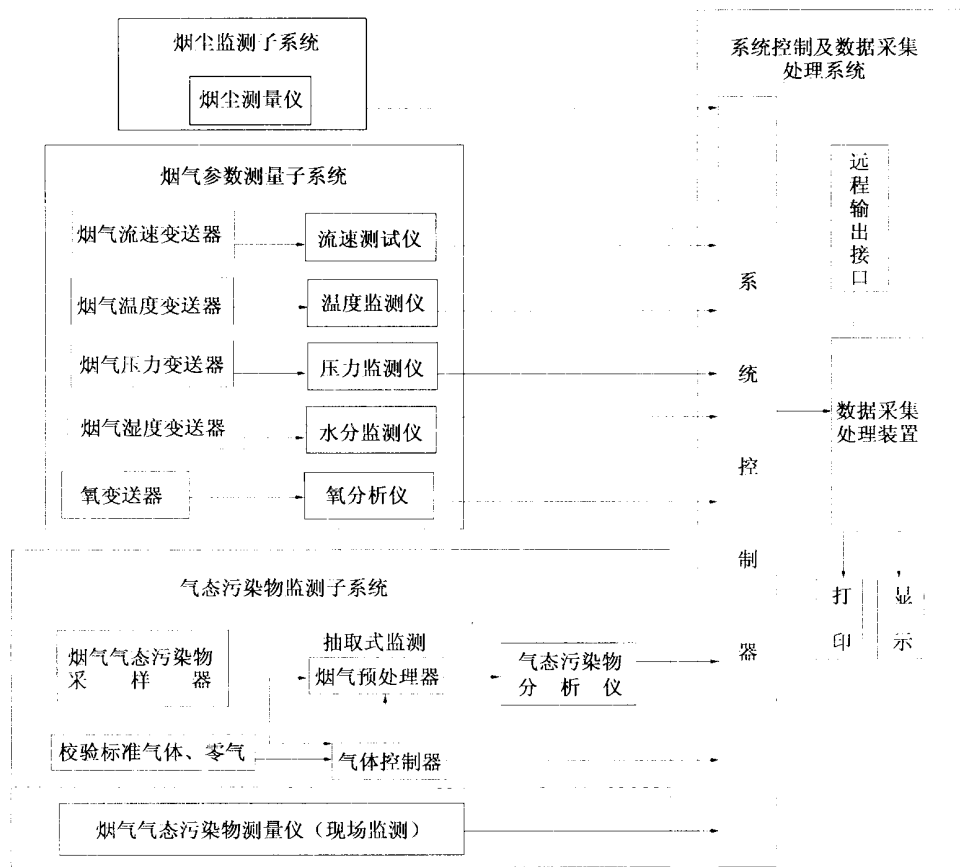 烟尘监测子系统
烟尘测量仪
烟气参数测量子系统
烟气流速变送器
流速测试仪
烟气温度变送器
温度监测仪
烟气压力变送器
压力监测仪
烟气湿度变送器
水分监测仪
氧变送器
氧分析仪
气态污染物监测子系统
烟气气态污染物
采样器
抽取式监测
烟气预处理器
气态污染物
分析仪
校验标准气体、零气
气体控制器
烟气气态污染物测量仪（现场监测）
系统控制及数据采集
处理系统
系统控制器
远程输出接口
数据采集
处理装置
打印
显示